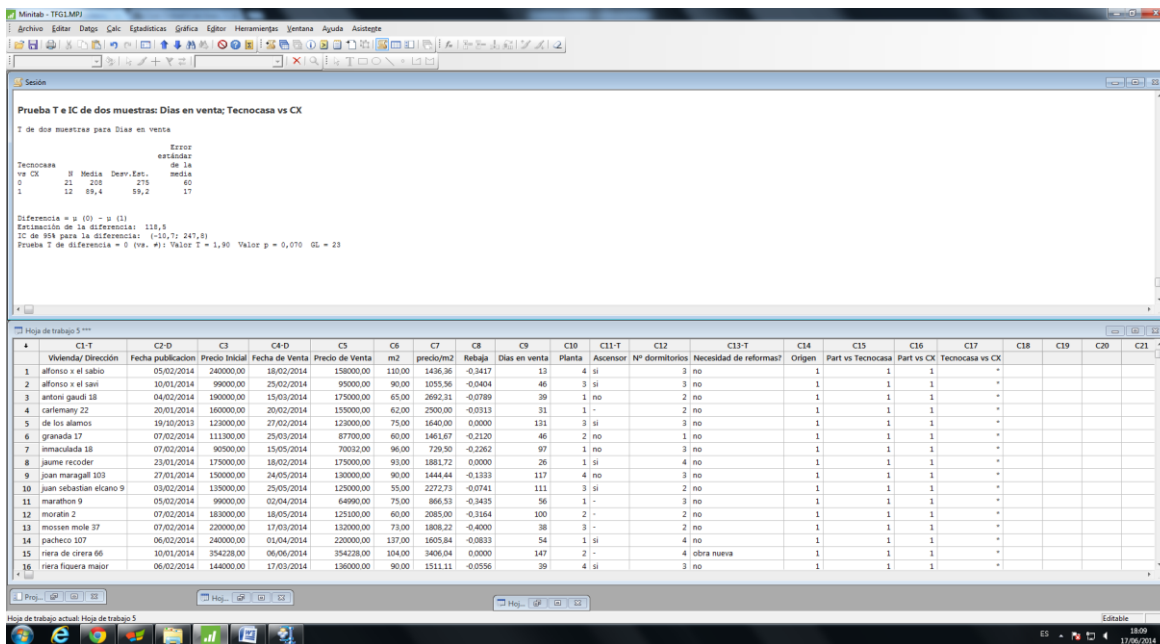 Minitab - TFG1.MPJ
Archivo Editar Datos Calc Estadísticas Gráfica Editor Herramientas Ventana Ayuda Asistente
Sesión
Prueba T e IC de dos muestras: Dias en venta; Tecnocasa vs CX
T de dos muestras para Dias en venta
Error
estándar
Tecnocasa de la
vs CX N Media Desv.Est. media
0 21 208 275 60
1 12 89,4 59,2 17
Diferencia = μ (0) - μ (1)
Estimación de la diferencia: 118,5
IC de 95% para la diferencia: (-10,7; 247,8)
Prueba T de diferencia = 0 (vs. ≠): Valor T = 1,90 Valor p = 0,070 GL = 23
Hoja de trabajo 5 ***
C1-T C2-D C3 C4-D C5 C6 C7 C8 C9 C10 C11-T C12 C13-T C14 C15 C16 C17 C18 C19 C20 C21
Vivienda/ Dirección Fecha publicacion Precio Inicial Fecha de Venta Precio de Venta m2 precio/m2 Rebaja Dias en venta Planta Ascensor Nº dormitorios Necesidad de reformas? Origen Part vs Tecnocasa Part vs CX Tecnocasa vs CX
1 alfonso x el sabio 05/02/2014 240000,00 18/02/2014 158000,00 110,00 1436,36 -0,3417 13 4 si 3 no 1 1 1 *
2 alfonso x el savi 10/01/2014 99000,00 25/02/2014 95000,00 90,00 1055,56 -0,0404 46 3 si 3 no 1 1 1 *
3 antoni gaudi 18 04/02/2014 190000,00 15/03/2014 175000,00 65,00 2692,31 -0,0789 39 1 no 2 no 1 1 1 *
4 carlemany 22 20/01/2014 160000,00 20/02/2014 155000,00 62,00 2500,00 -0,0313 31 1 - 2 no 1 1 1 *
5 de los alamos 19/10/2013 123000,00 27/02/2014 123000,00 75,00 1640,00 0,0000 131 3 si 3 no 1 1 1 *
6 granada 17 07/02/2014 111300,00 25/03/2014 87700,00 60,00 1461,67 -0,2120 46 2 no 1 no 1 1 1 *
7 inmaculada 18 07/02/2014 90500,00 15/05/2014 70032,00 96,00 729,50 -0,2262 97 1 no 3 no 1 1 1 *
8 jaume recoder 23/01/2014 175000,00 18/02/2014 175000,00 93,00 1881,72 0,0000 26 1 si 4 no 1 1 1 *
9 joan maragall 103 27/01/2014 150000,00 24/05/2014 130000,00 90,00 1444,44 -0,1333 117 4 no 3 no 1 1 1 *
10 juan sebastian elcano 9 03/02/2014 135000,00 25/05/2014 125000,00 55,00 2272,73 -0,0741 111 3 si 2 no 1 1 1 *
11 marathon 9 05/02/2014 99000,00 02/04/2014 64990,00 75,00 866,53 -0,3435 56 1 - 3 no 1 1 1 *
12 moratin 2 07/02/2014 183000,00 18/05/2014 125100,00 60,00 2085,00 -0,3164 100 2 - 2 no 1 1 1 *
13 mossen mole 37 07/02/2014 220000,00 17/03/2014 132000,00 73,00 1808,22 -0,4000 38 3 - 2 no 1 1 1 *
14 pacheco 107 06/02/2014 240000,00 01/04/2014 220000,00 137,00 1605,84 -0,0833 54 1 si 4 no 1 1 1 *
15 riera de cirera 66 10/01/2014 354228,00 06/06/2014 354228,00 104,00 3406,04 0,0000 147 2 - 4 obra nueva 1 1 1 *
16 riera figuera major 06/02/2014 144000,00 17/03/2014 136000,00 90,00 1511,11 -0,0556 39 4 si 3 no 1 1 1 *
Proj... Hoj... Hoj...
Hoja de trabajo actual: Hoja de trabajo 5 Editable
ES 18:09
17/06/2014